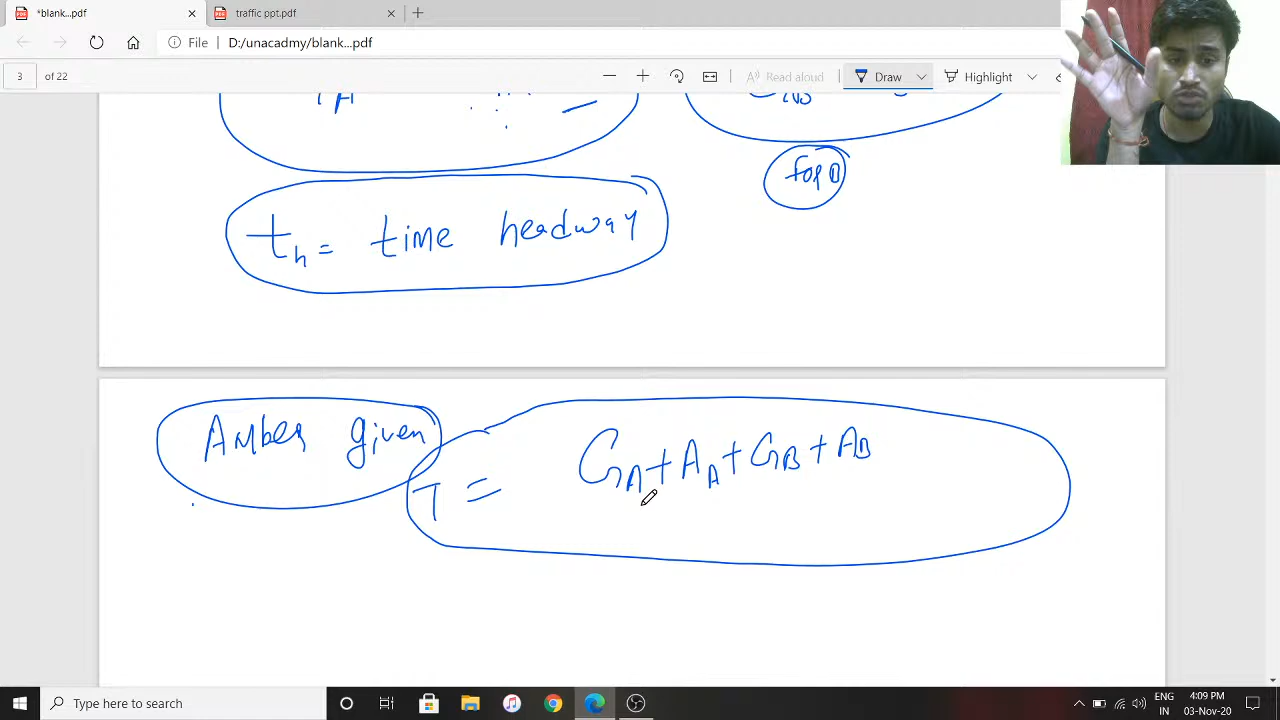 *blank...pdf
traffic ppt.pdf
File D:/unacadmy/blank...pdf
3 of 22
Read aloud
Draw
Highlight
for
th = time headway
Amber given
T = GA+AA+GB+AB
Type here to search
ENG
IN
4:09 PM
03-Nov-20